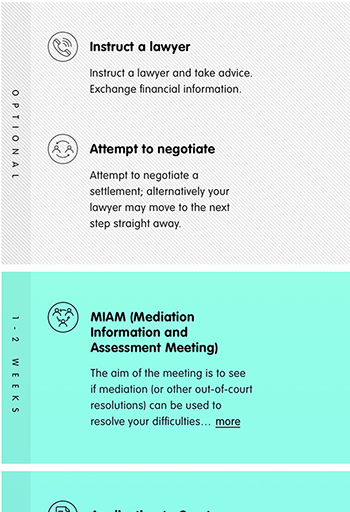 OPTIONAL
Instruct a lawyer
Instruct a lawyer and take advice.
Exchange financial information.
Attempt to negotiate
Attempt to negotiate a
settlement; alternatively your
lawyer may move to the next
step straight away.
1-2 WEEKS
MIAM (Mediation
Information and
Assessment Meeting)
The aim of the meeting is to see
if mediation (or other out-of-court
resolutions) can be used to
resolve your difficulties... more